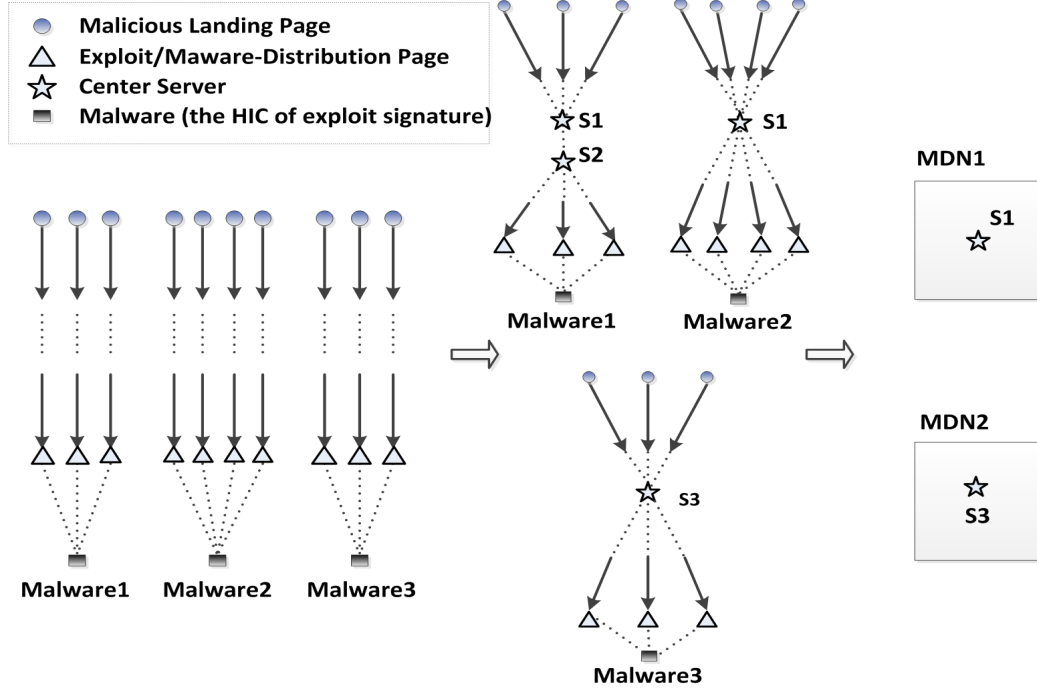 Malicious Landing Page
Exploit/Maware-Distribution Page
Center Server
Malware (the HIC of exploit signature)
S1
S2
S1
Malware1
Malware2
MDN1
S1
MDN2
S3
S3
Malware1
Malware2
Malware3
Malware3